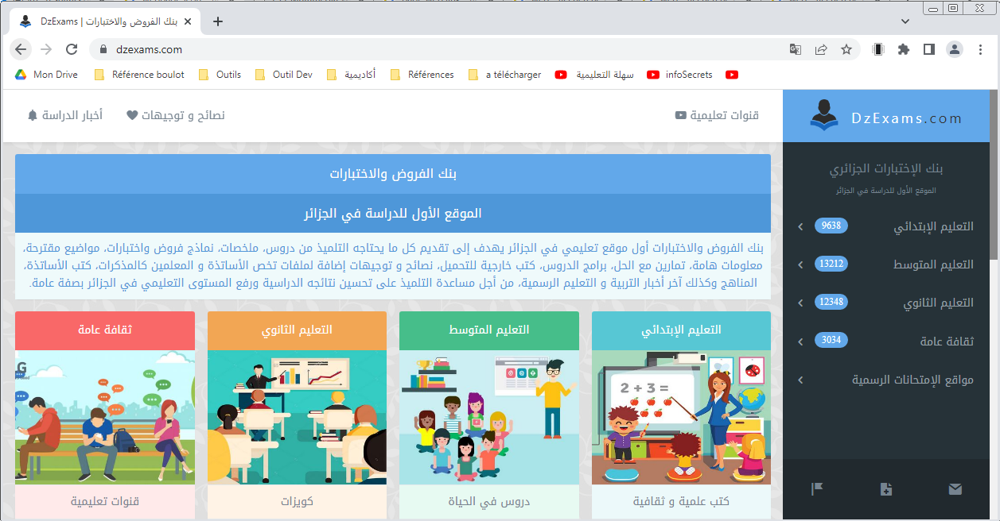 DzExams | بنك الفروض والاختبارات
dzexams.com
Mon Drive
Référence boulot
Outils
Outil Dev
أكاديمية
Références
a télécharger
سهلة التعليمية
infoSecrets
DzExams.com
قنوات تعليمية
نصائح و توجيهات
أخبار الدراسة
بنك الإختبارات الجزائري
الموقع الأول للدراسة في الجزائر
التعليم الإبتدائي 9638
التعليم المتوسط 13212
التعليم الثانوي 12348
ثقافة عامة 3034
مواقع الإمتحانات الرسمية
بنك الفروض والاختبارات
الموقع الأول للدراسة في الجزائر
بنك الفروض والاختبارات أول موقع تعليمي في الجزائر يهدف إلى تقديم كل ما يحتاجه التلميذ من دروس، ملخصات، نماذج فروض واختبارات، مواضيع مقترحة،
معلومات هامة، تمارين مع الحل، برامج الدروس، كتب خارجية للتحميل، نصائح و توجيهات إضافة لملفات تخص الأساتذة و المعلمين كالمذكرات، كتب الأساتذة،
المناهج وكذلك آخر أخبار التربية و التعليم الرسمية، من أجل مساعدة التلميذ على تحسين نتائجه الدراسية ورفع المستوى التعليمي في الجزائر بصفة عامة.
التعليم الإبتدائي
التعليم المتوسط
التعليم الثانوي
ثقافة عامة
2 + 3 =
G
كتب علمية و ثقافية
دروس في الحياة
كويزات
قنوات تعليمية